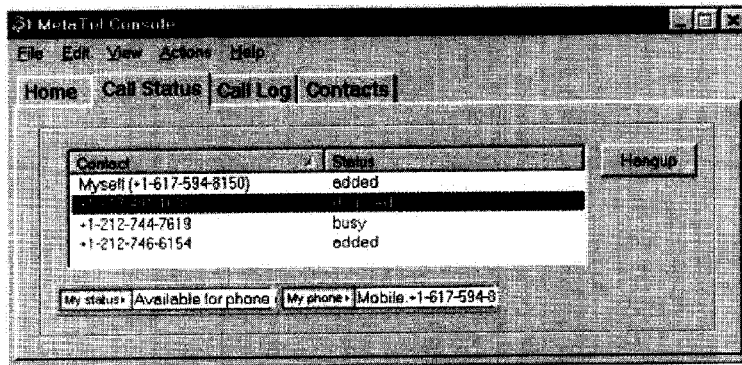 MetaTel Console
File Edit View Actions Help
Home Call Status Call Log Contacts
Contact Status
Hangup
Myself (+1-617-594-8150) added
+1-212-744-7619 busy
+1-212-746-6154 added
My status Available for phone
My phone Mobile.+1-617-594-8